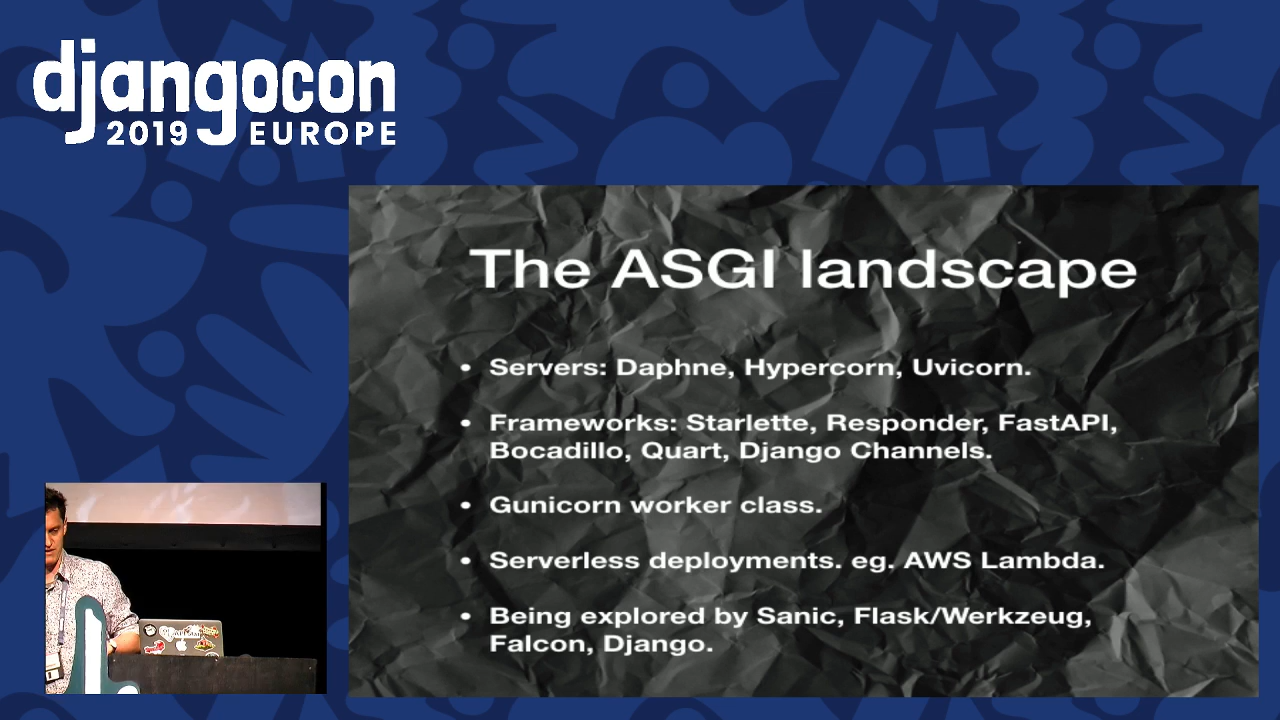 djangocon
2019 EUROPE
The ASGI landscape
• Servers: Daphne, Hypercorn, Uvicorn.
• Frameworks: Starlette, Responder, FastAPI,
Bocadillo, Quart, Django Channels.
• Gunicorn worker class.
• Serverless deployments. eg. AWS Lambda.
• Being explored by Sanic, Flask/Werkzeug,
Falcon, Django.